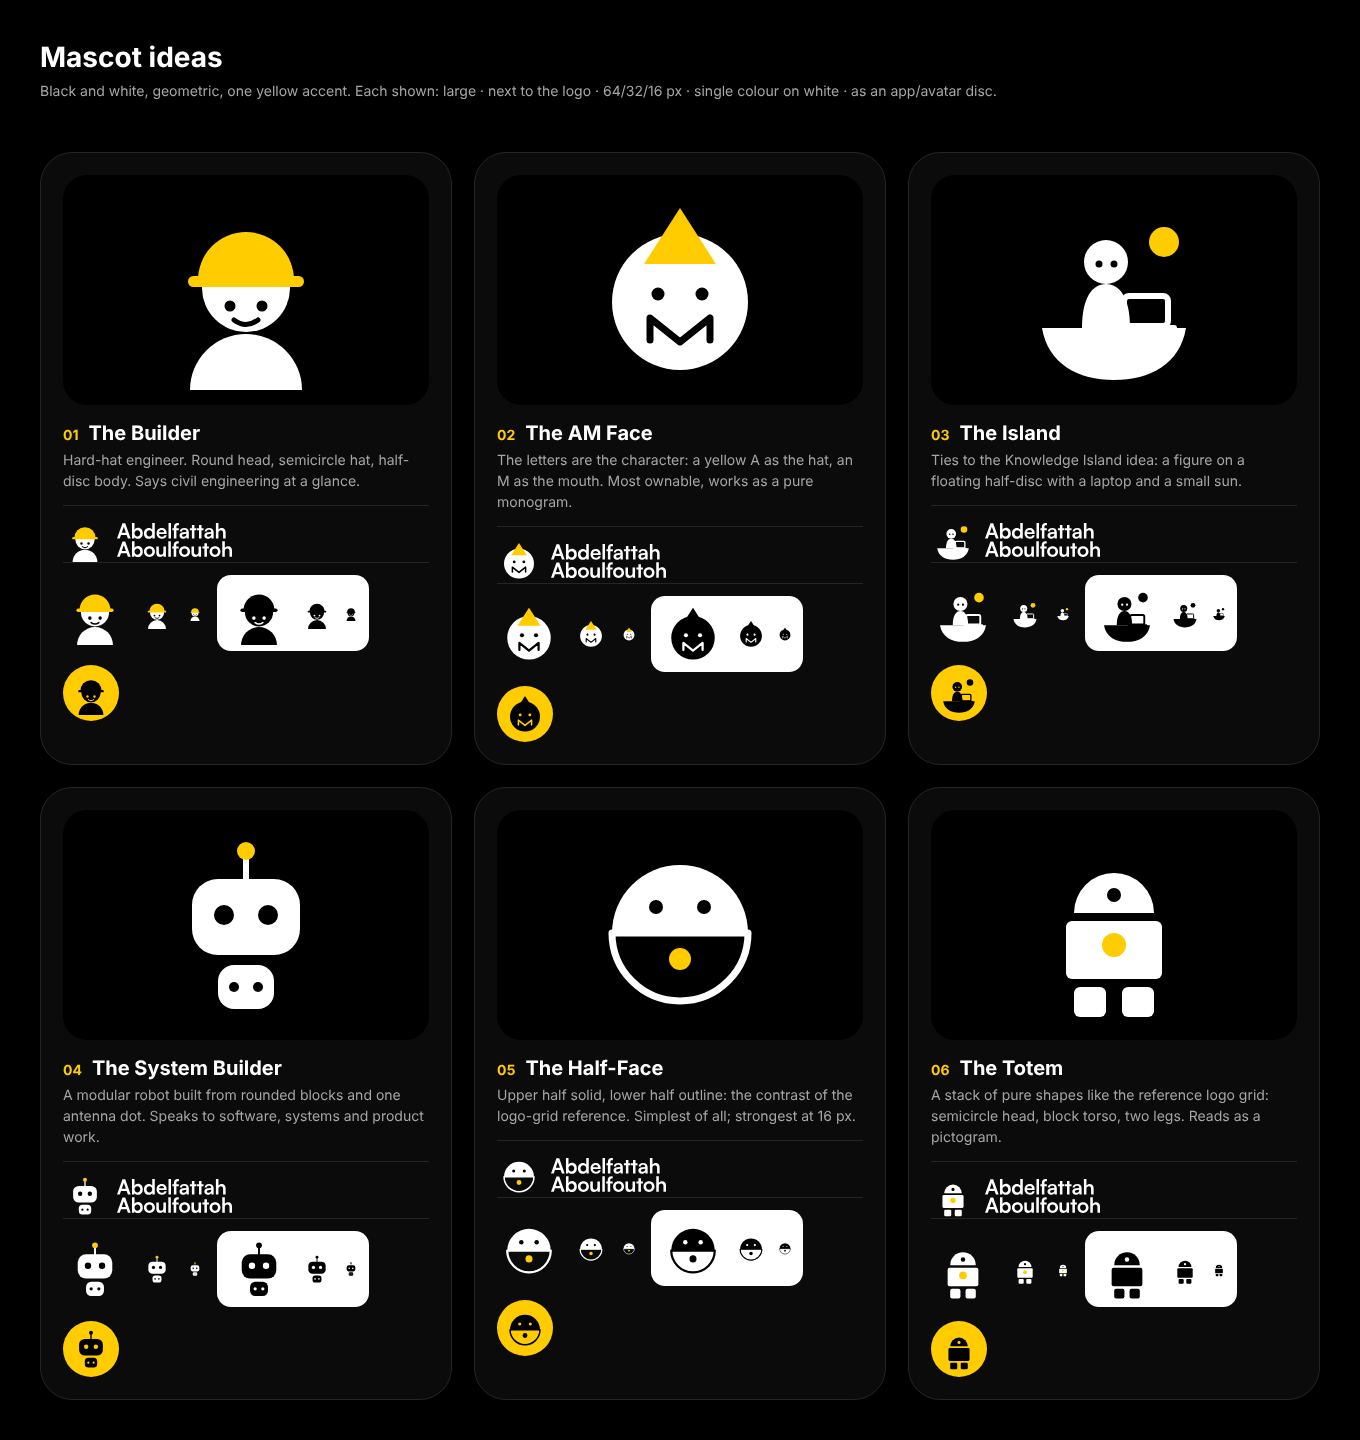 Mascot ideas
Black and white, geometric, one yellow accent. Each shown: large · next to the logo · 64/32/16 px · single colour on white · as an app/avatar disc.
01 The Builder
Hard-hat engineer. Round head, semicircle hat, half-
disc body. Says civil engineering at a glance.
Abdelfattah
Aboulfoutoh
02 The AM Face
The letters are the character: a yellow A as the hat, an
M as the mouth. Most ownable, works as a pure
monogram.
Abdelfattah
Aboulfoutoh
03 The Island
Ties to the Knowledge Island idea: a figure on a
floating half-disc with a laptop and a small sun.
Abdelfattah
Aboulfoutoh
04 The System Builder
A modular robot built from rounded blocks and one
antenna dot. Speaks to software, systems and product
work.
Abdelfattah
Aboulfoutoh
05 The Half-Face
Upper half solid, lower half outline: the contrast of the
logo-grid reference. Simplest of all; strongest at 16 px.
Abdelfattah
Aboulfoutoh
06 The Totem
A stack of pure shapes like the reference logo grid:
semicircle head, block torso, two legs. Reads as a
pictogram.
Abdelfattah
Aboulfoutoh